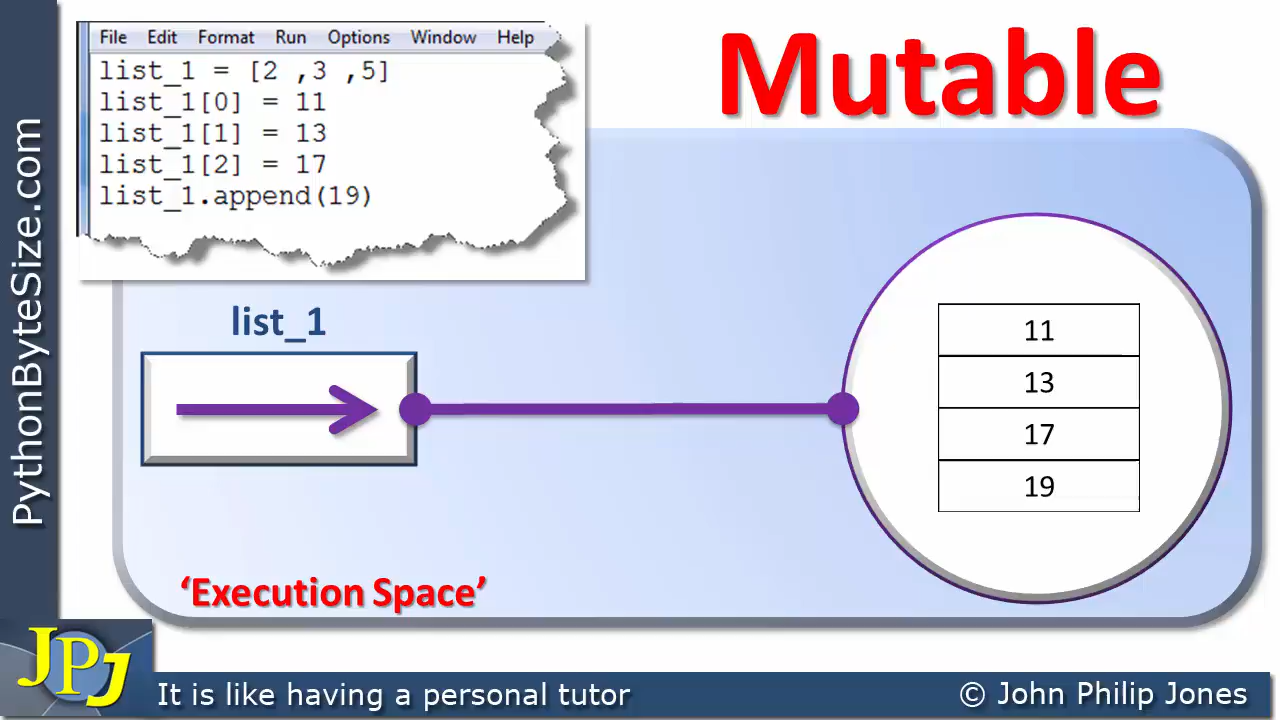 File Edit Format Run Options Window Help
list_1 = [2 ,3 ,5]
list_1[0] = 11
list_1[1] = 13
list_1[2] = 17
list_1.append(19)
Mutable
PythonByteSize.com
list_1
11
13
17
19
‘Execution Space’
JPJ
It is like having a personal tutor
© John Philip Jones